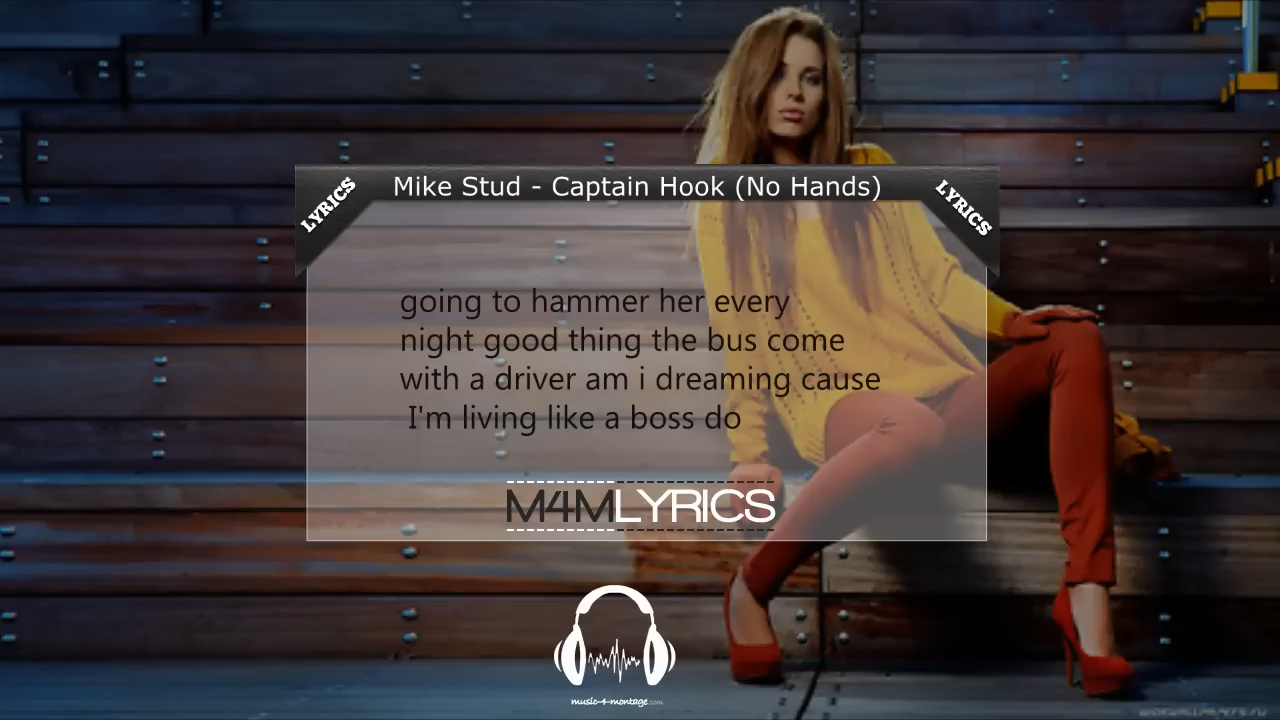 LYRICS
Mike Stud - Captain Hook (No Hands)
LYRICS
going to hammer her every
night good thing the bus come
with a driver am i dreaming cause
I'm living like a boss do
M4MLYRICS
music-4-montage.com